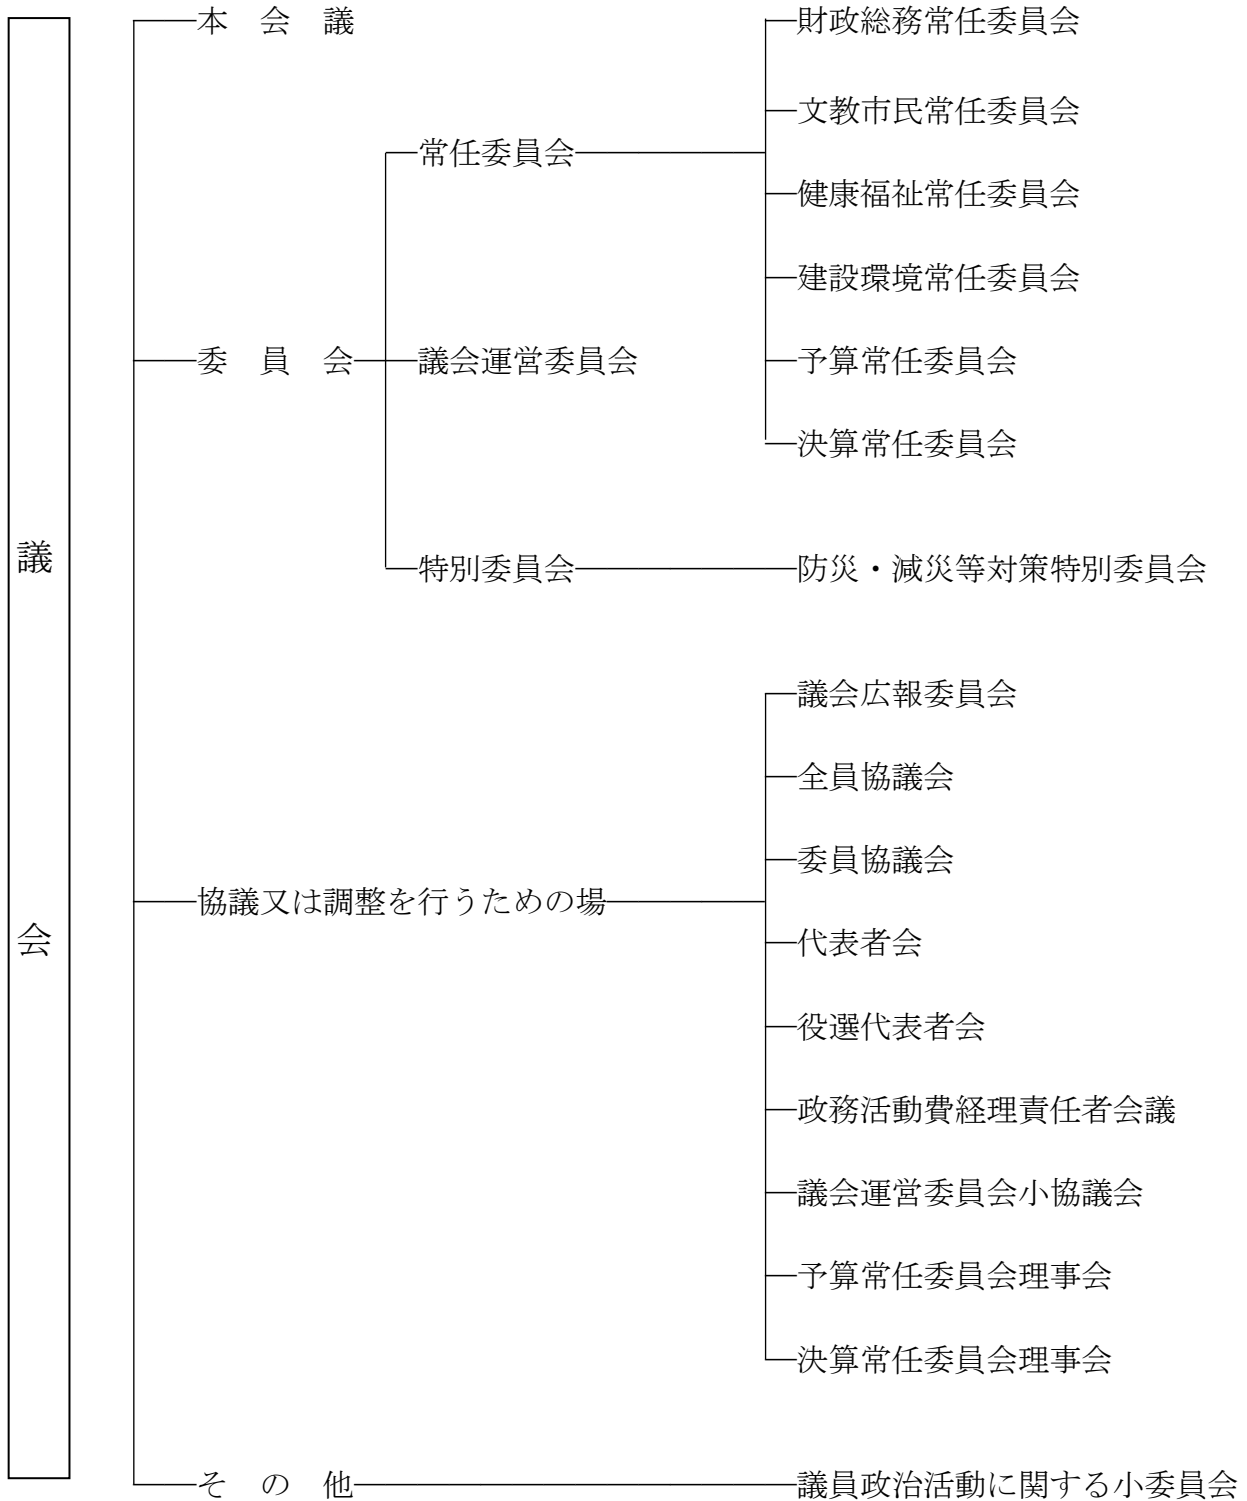 議会
本　会　議
委　員　会
常任委員会
財政総務常任委員会
文教市民常任委員会
健康福祉常任委員会
建設環境常任委員会
予算常任委員会
決算常任委員会
議会運営委員会
特別委員会
防災・減災等対策特別委員会
協議又は調整を行うための場
議会広報委員会
全員協議会
委員協議会
代表者会
役選代表者会
政務活動費経理責任者会議
議会運営委員会小協議会
予算常任委員会理事会
決算常任委員会理事会
そ　の　他
議員政治活動に関する小委員会